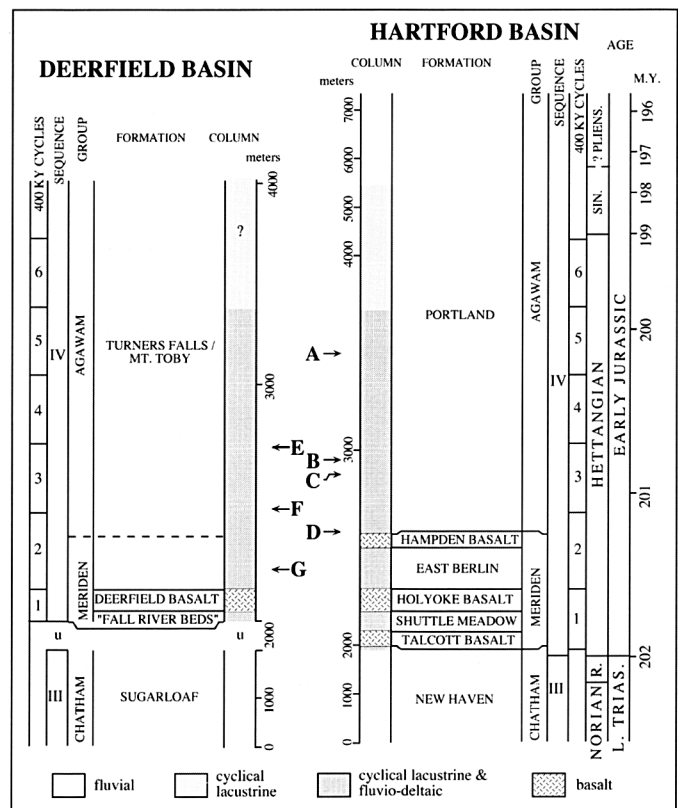 HARTFORD BASIN
DEERFIELD BASIN
400 KY CYCLES
SEQUENCE
GROUP
FORMATION
COLUMN
meters
6
5
4
3
2
1
IV
III
AGAWAM
MERIDEN
CHATHAM
TURNERS FALLS /
MT. TOBY
DEERFIELD BASALT
"FALL RIVER BEDS"
u
SUGARLOAF
?
u
4000
3000
2000
1000
0
E
F
G
A
B
C
D
meters
COLUMN
FORMATION
GROUP
SEQUENCE
400 KY CYCLES
AGE
M.Y.
7000
6000
5000
4000
3000
2000
1000
0
PORTLAND
HAMPDEN BASALT
EAST BERLIN
HOLYOKE BASALT
SHUTTLE MEADOW
TALCOTT BASALT
NEW HAVEN
AGAWAM
MERIDEN
CHATHAM
IV
III
6
5
4
3
2
1
? PLIENS.
SIN.
HETTANGIAN
R.
NORIAN
EARLY JURASSIC
L. TRIAS.
196
197
198
199
200
201
202
fluvial
cyclical
lacustrine
cyclical lacustrine &
fluvio-deltaic
basalt